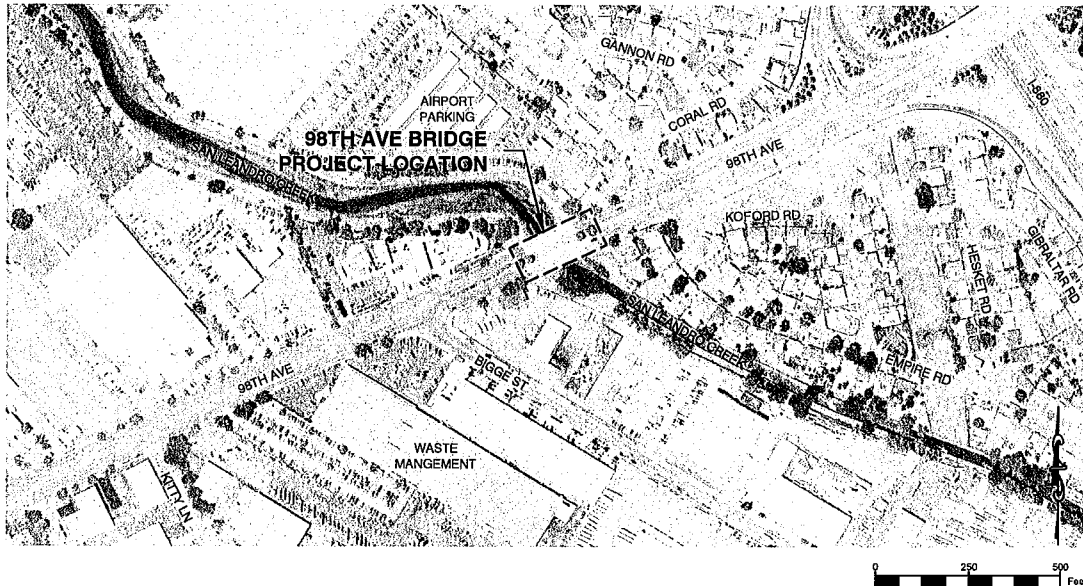 GANNON RD
I-880
AIRPORT
PARKING
CORAL RD
98TH AVE BRIDGE
PROJECT LOCATION
98TH AVE
SAN LEANDRO CREEK
KOFORD RD
GIBRALTAR RD
HESKET RD
SAN LEANDRO CREEK
EMPIRE RD
BIGGE ST
98TH AVE
WASTE
MANGEMENT
KITTY LN
0 250 500
Feet